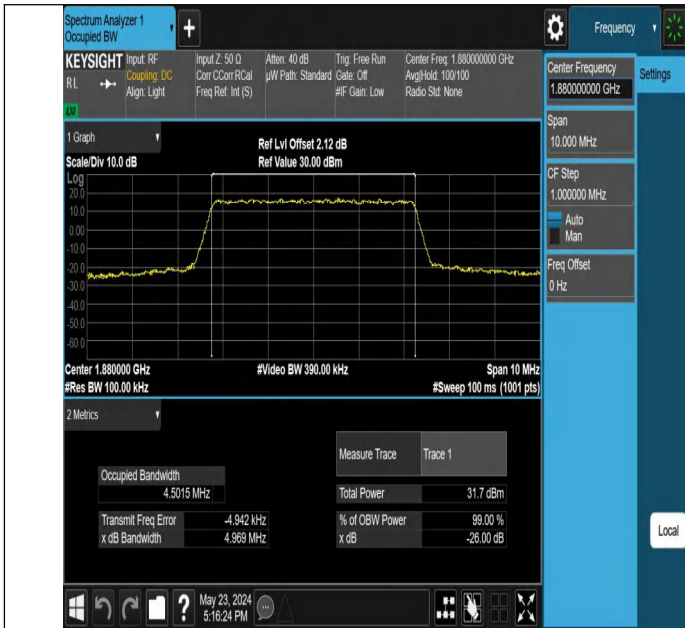 Spectrum Analyzer 1
Occupied BW
+
Frequency
KEYSIGHT
RL
LXI
Input: RF
Coupling: DC
Align: Light
Input Z: 50 Ω
Corr CCorr RCal
Freq Ref: Int (S)
Atten: 40 dB
µW Path: Standard
Trig: Free Run
Gate: Off
#IF Gain: Low
Center Freq: 1.880000000 GHz
Avg|Hold: 100/100
Radio Std: None
Center Frequency
1.880000000 GHz
Settings
Span
10.000 MHz
CF Step
1.000000 MHz
Auto
Man
Freq Offset
0 Hz
1 Graph
Scale/Div 10.0 dB
Ref Lvl Offset 2.12 dB
Ref Value 30.00 dBm
Log
20.0
10.0
0.00
-10.0
-20.0
-30.0
-40.0
-50.0
-60.0
Center 1.880000 GHz
#Video BW 390.00 kHz
Span 10 MHz
#Res BW 100.00 kHz
#Sweep 100 ms (1001 pts)
2 Metrics
Measure Trace
Trace 1
Occupied Bandwidth
4.5015 MHz
Total Power
31.7 dBm
Transmit Freq Error
-4.942 kHz
% of OBW Power
99.00 %
x dB Bandwidth
4.969 MHz
x dB
-26.00 dB
Local
?
May 23, 2024
5:16:24 PM